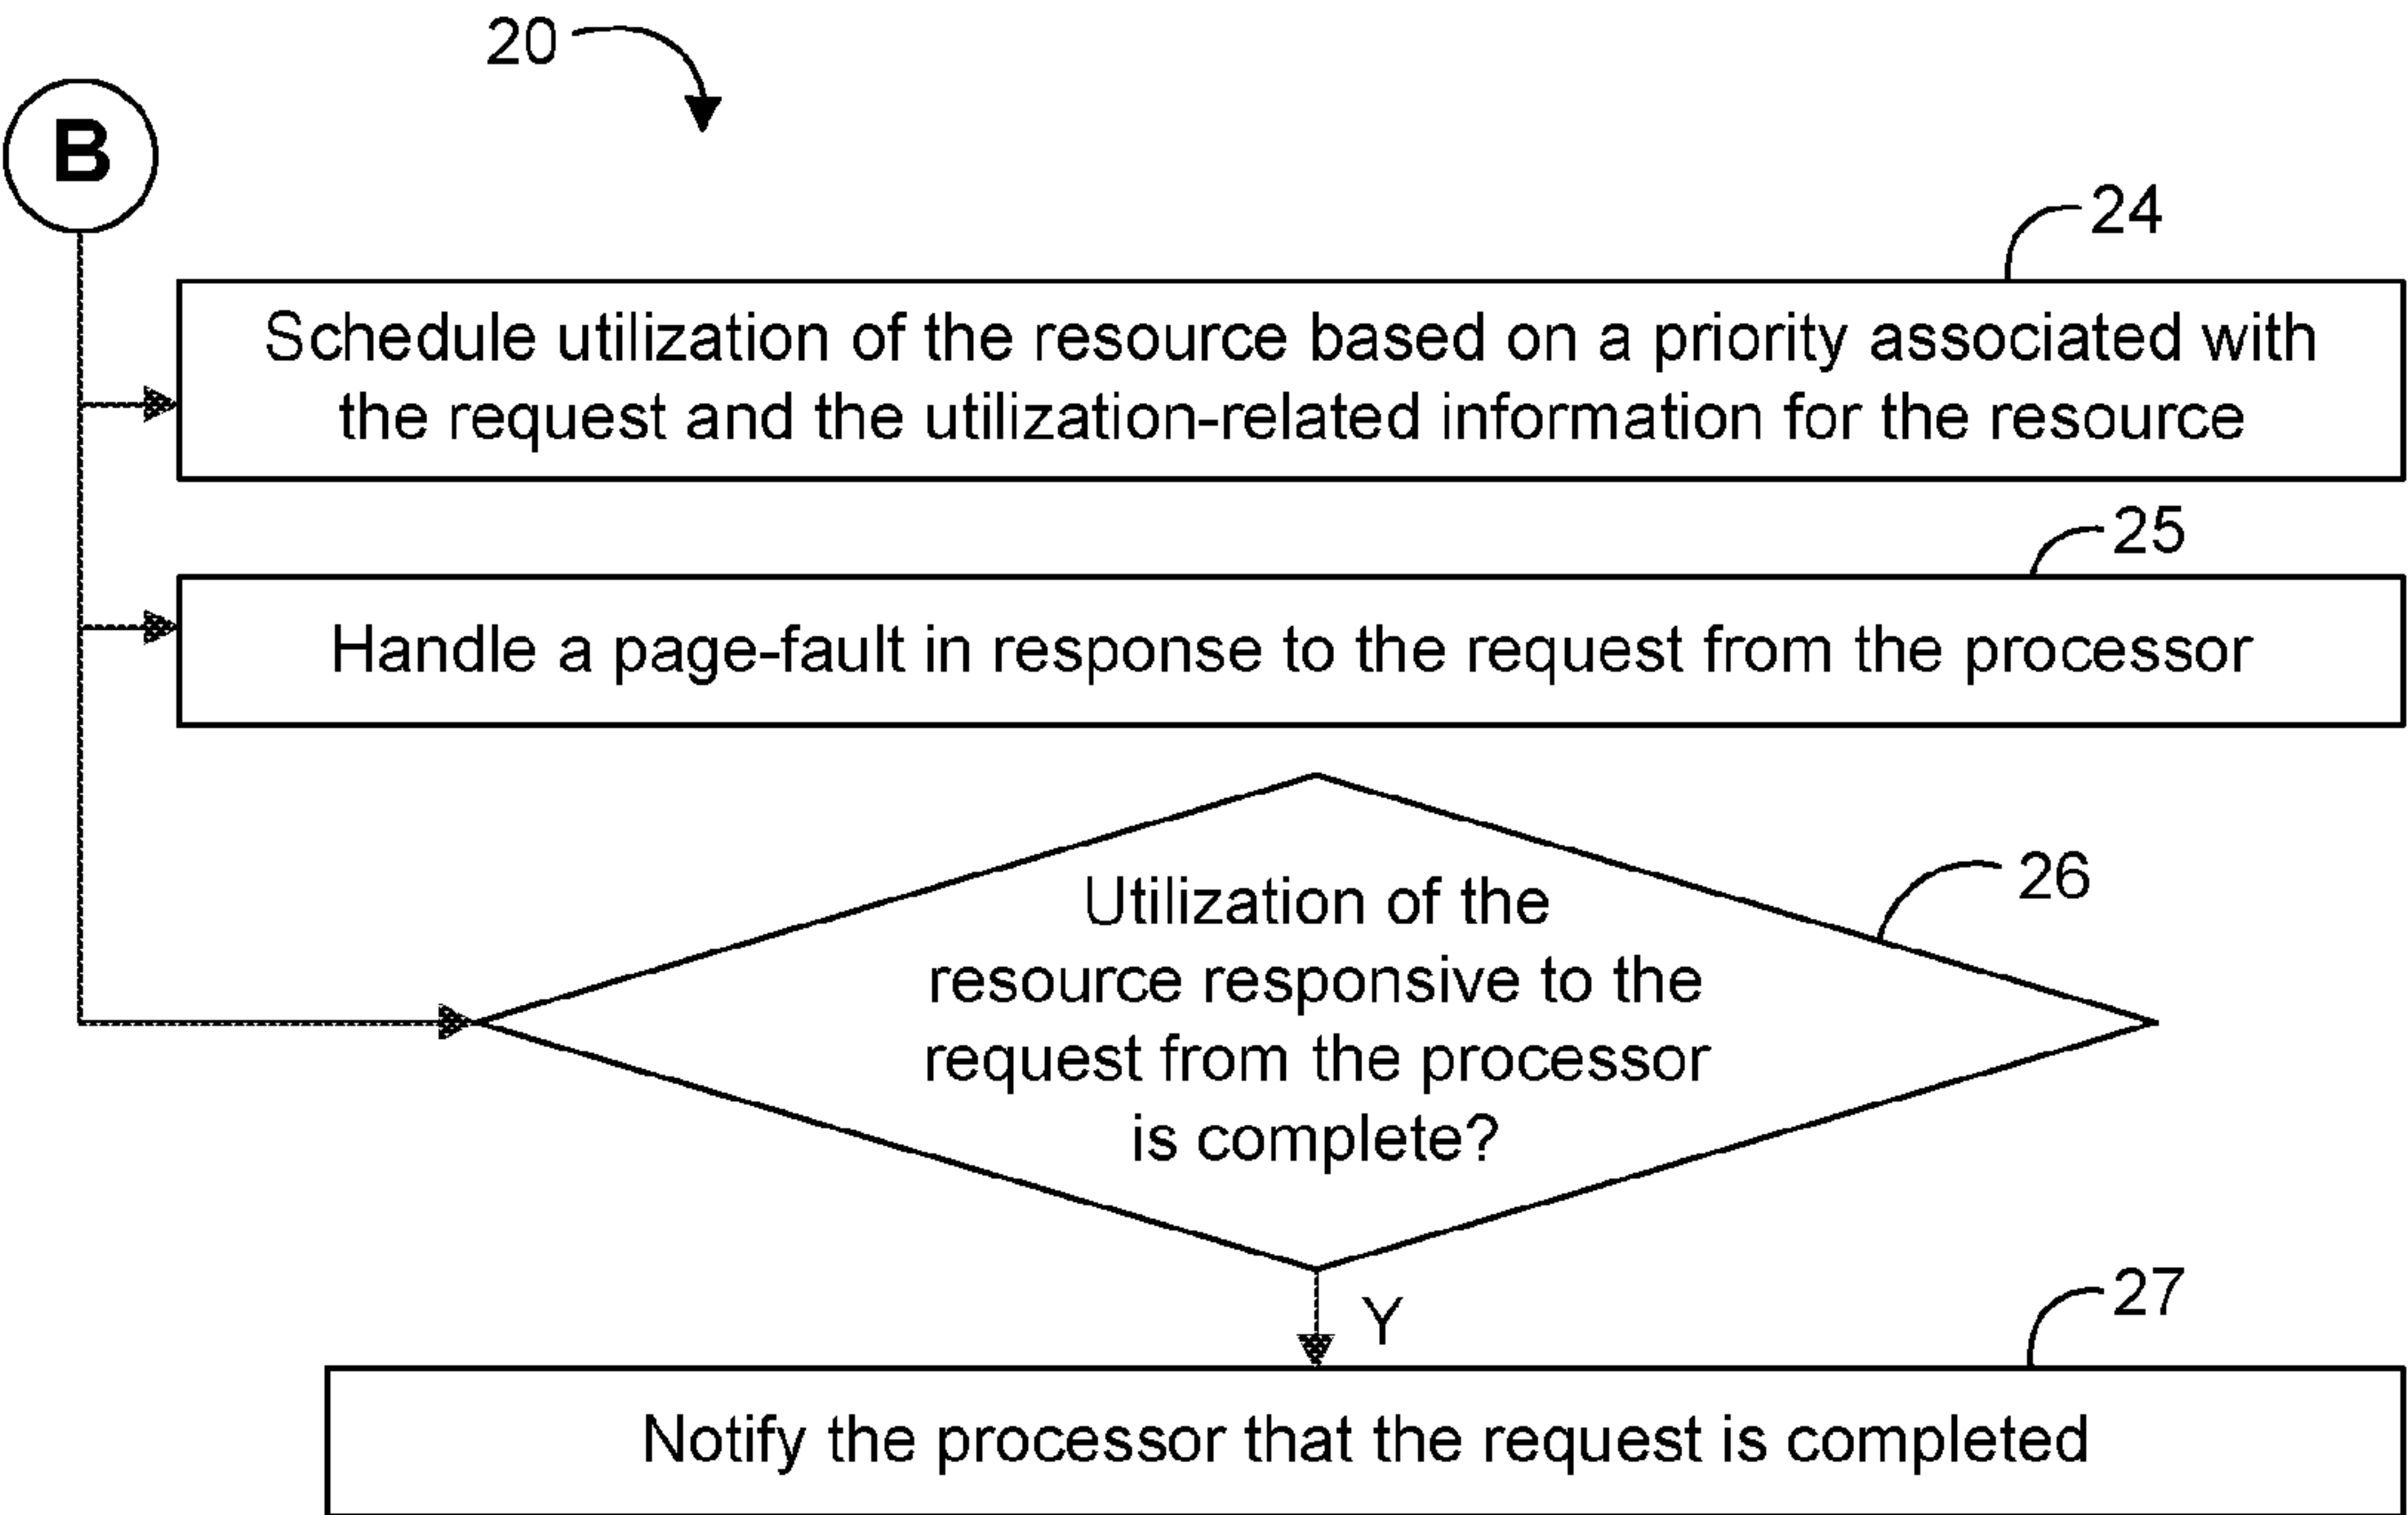 20
B
24
Schedule utilization of the resource based on a priority associated with
the request and the utilization-related information for the resource
25
Handle a page-fault in response to the request from the processor
26
Utilization of the
resource responsive to the
request from the processor
is complete?
Y
27
Notify the processor that the request is completed